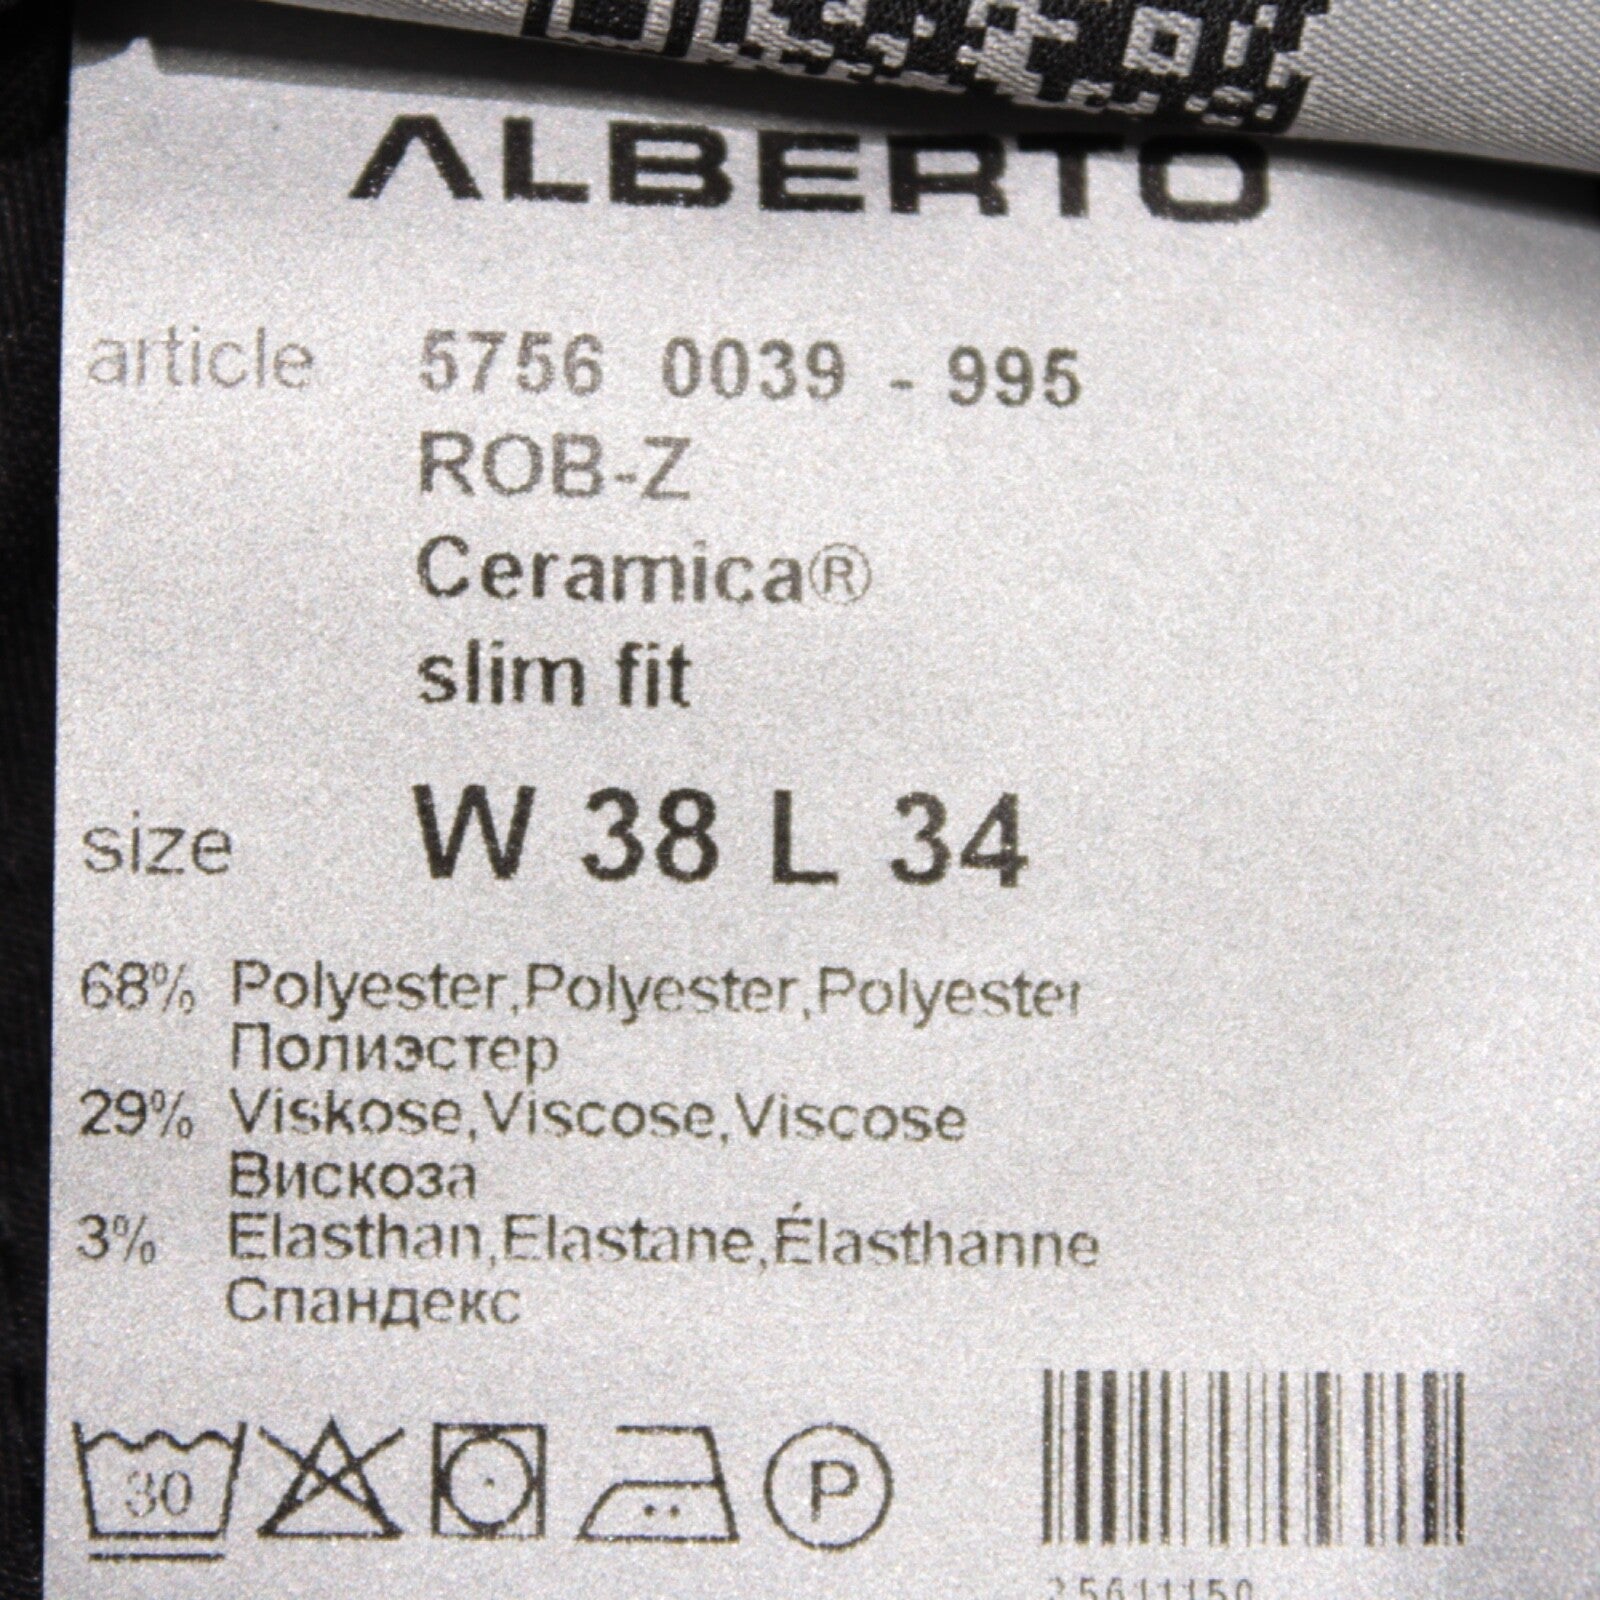 ALBERTO
article 5756 0039 - 995
ROB-Z
Ceramica®
slim fit
size W 38 L 34
68% Polyester,Polyester,Polyester
Полиэстер
29% Viskose,Viscose,Viscose
Вискоза
3% Elasthan,Elastane,Élasthanne
Спандекс
30
P